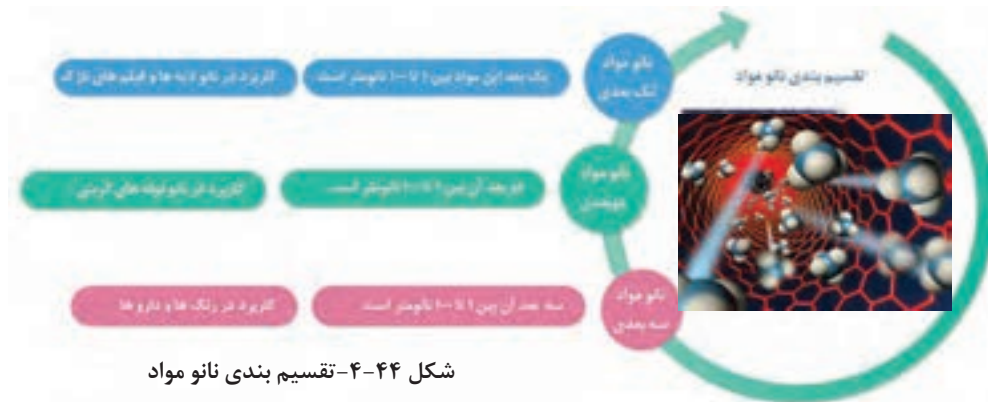 تقسیم بندی نانو مواد
نانو مواد
تک بعدی
یک بعد این مواد بین ۱ تا ۱۰۰ نانومتر است.
کاربرد در نانو لایه ها و فیلم های نازک
نانو مواد
دوبعدی
دو بعد آن بین ۱ تا ۱۰۰ نانومتر است.
کاربرد در نانو لوله های کربنی
نانو مواد
سه بعدی
سه بعد آن بین ۱ تا ۱۰۰ نانومتر است.
کاربرد در رنگ ها و دارو ها
شکل ۴۴-۴-تقسیم بندی نانو مواد